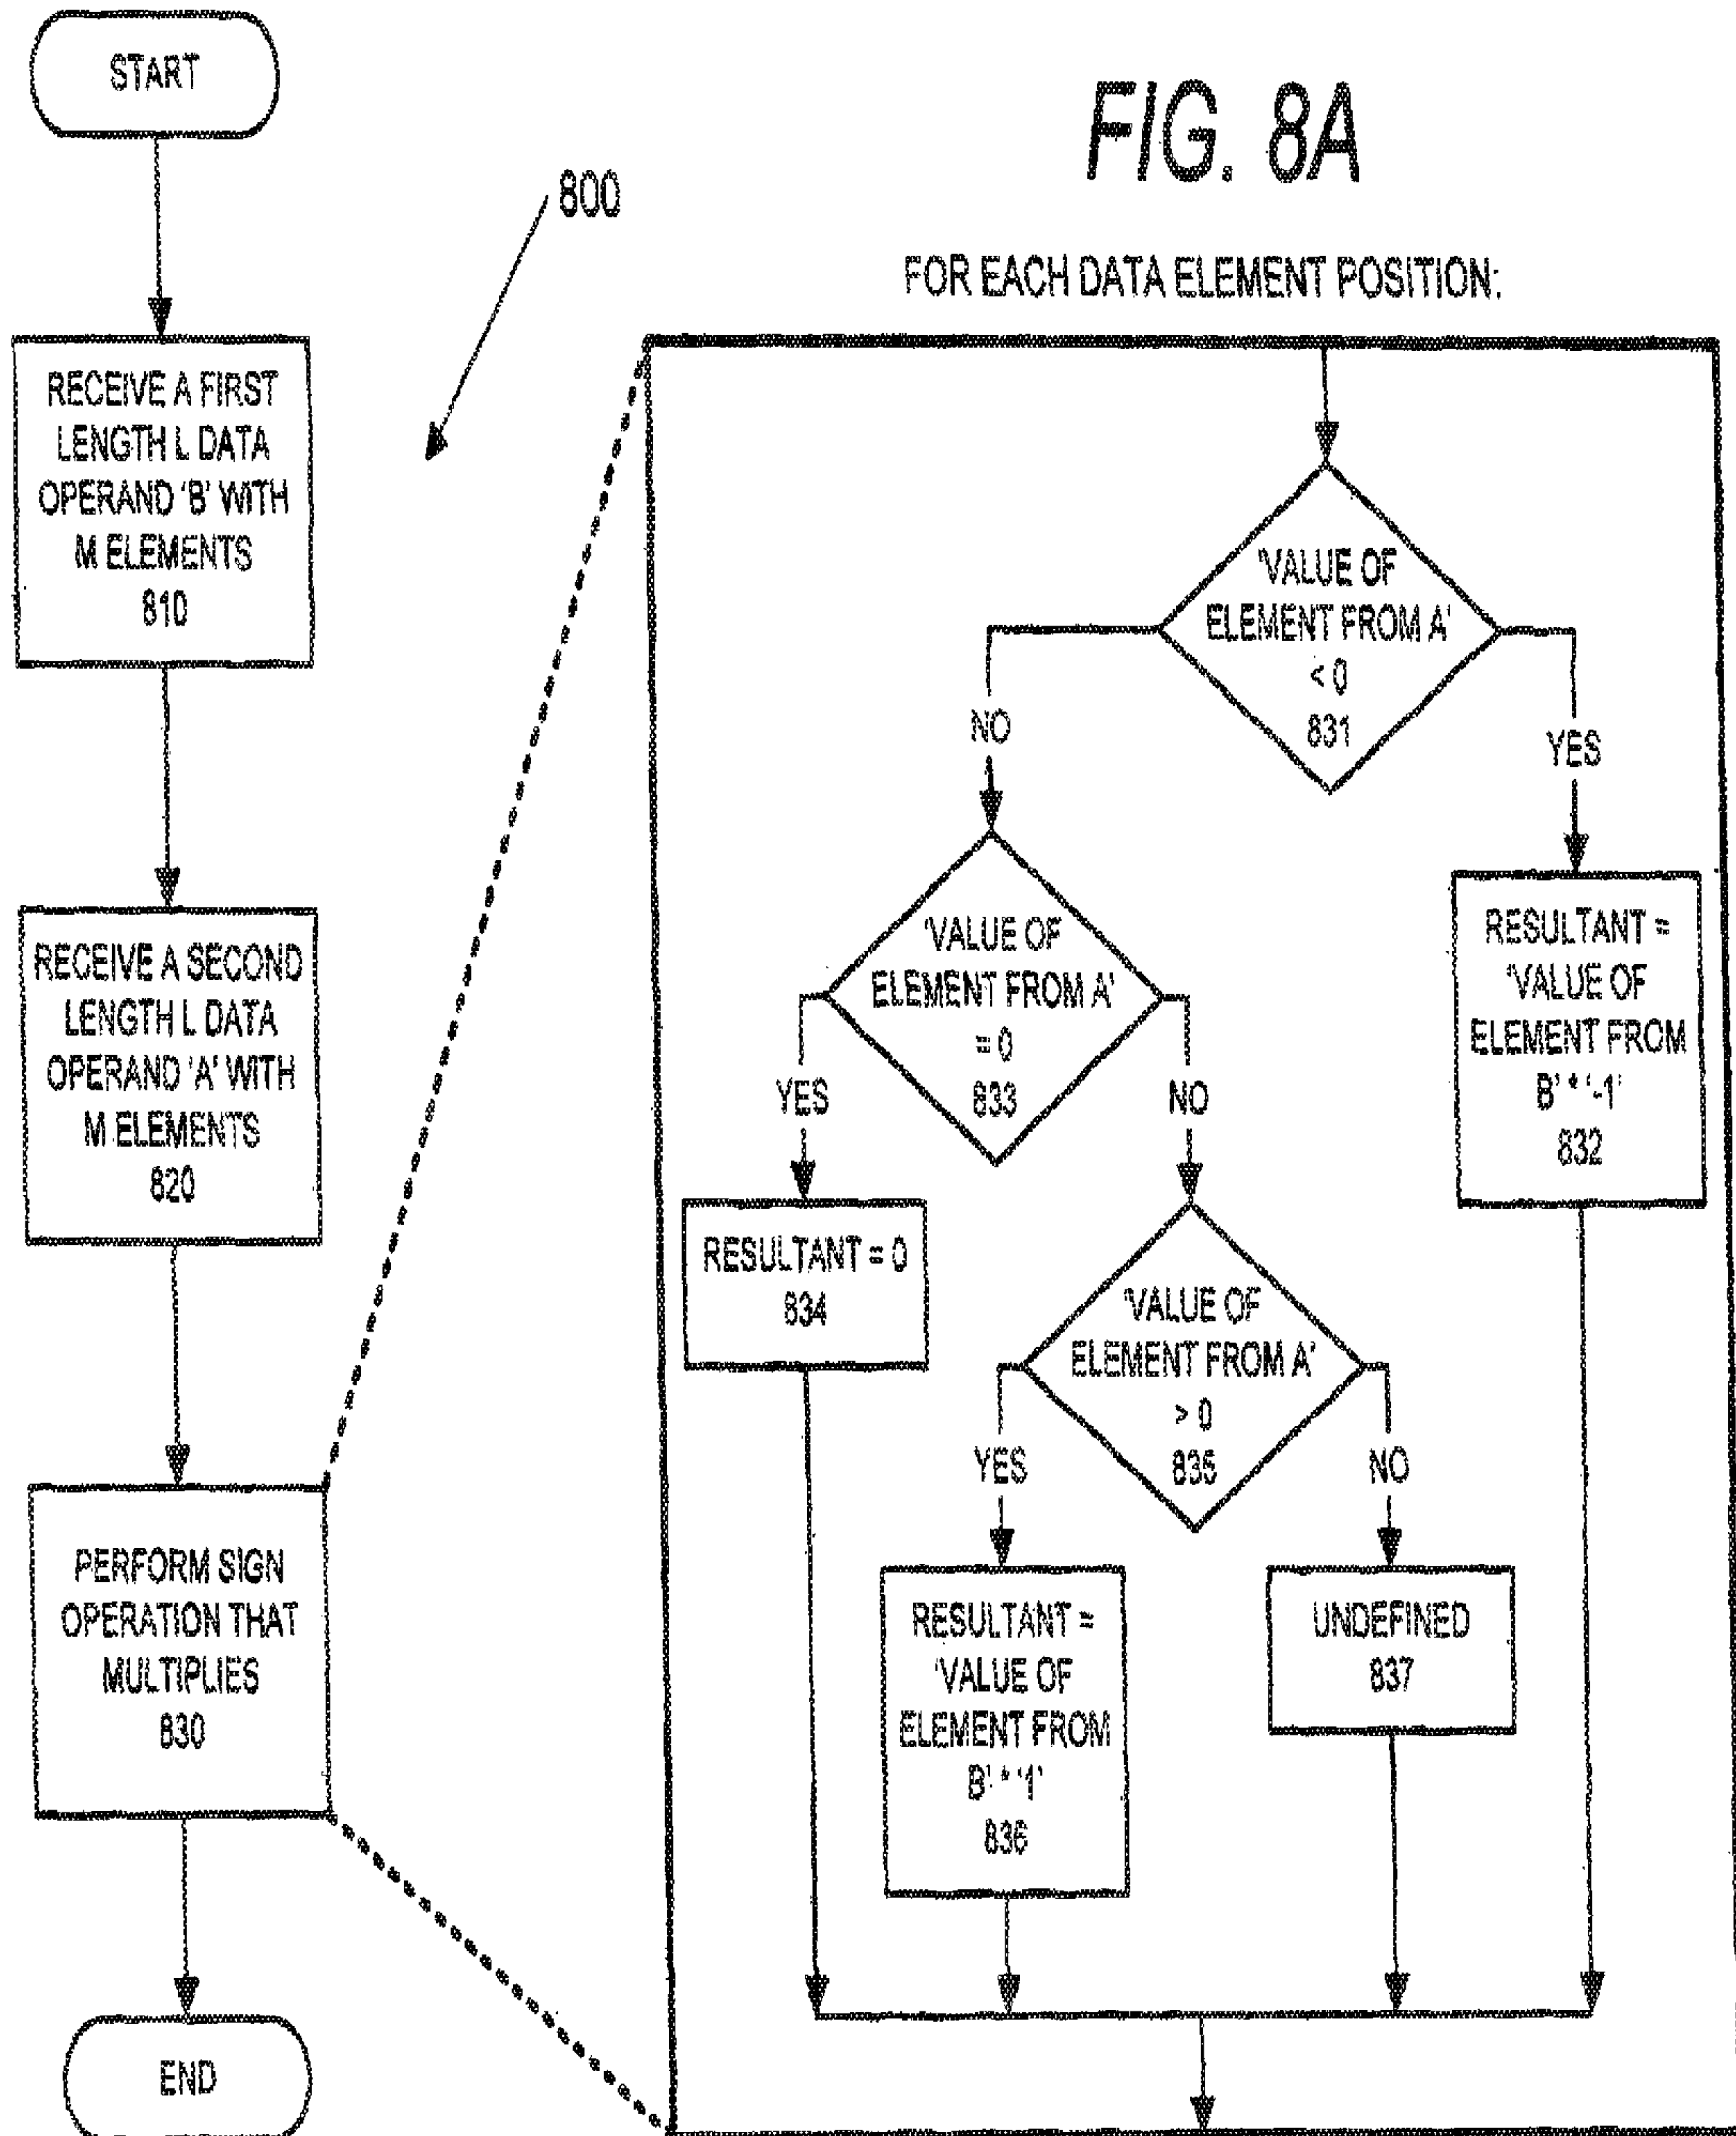 FIG. 8A
START
800
RECEIVE A FIRST
LENGTH L DATA
OPERAND 'B' WITH
M ELEMENTS
810
RECEIVE A SECOND
LENGTH L DATA
OPERAND 'A' WITH
M ELEMENTS
820
PERFORM SIGN
OPERATION THAT
MULTIPLIES
830
END
FOR EACH DATA ELEMENT POSITION:
'VALUE OF
ELEMENT FROM A'
< 0
831
NO
YES
RESULTANT =
'VALUE OF
ELEMENT FROM
B' * '-1'
832
'VALUE OF
ELEMENT FROM A'
= 0
833
YES
NO
RESULTANT = 0
834
'VALUE OF
ELEMENT FROM A'
> 0
835
YES
NO
RESULTANT =
'VALUE OF
ELEMENT FROM
B' * '1'
836
UNDEFINED
837